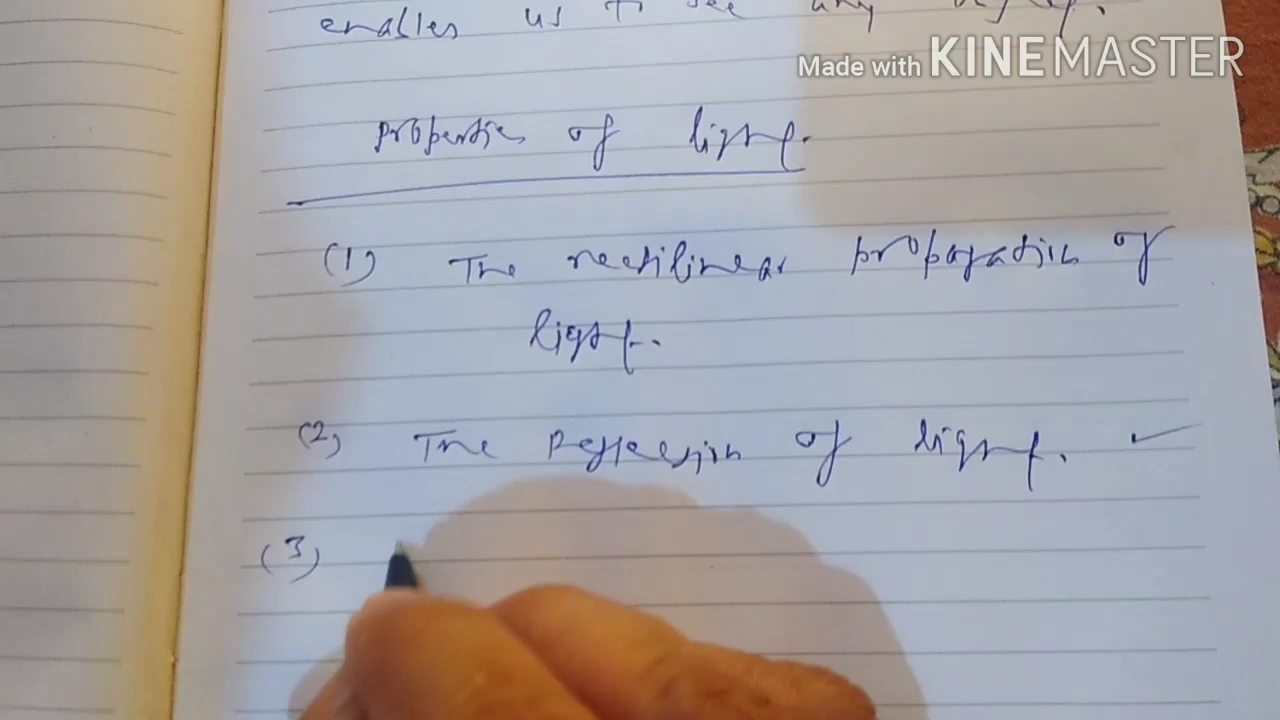 enables us to see any
Made with KINEMASTER
properties of light.
(1) The rectilinear propagation of
light.
(2) The Reflection of light.
(3)